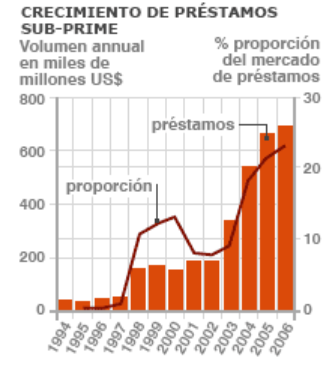 CRECIMIENTO DE PRÉSTAMOS
SUB-PRIME
Volumen annual
en miles de
millones US$
% proporción
del mercado
de préstamos
800
600
400
200
0
30
20
10
0
préstamos
proporción
1994
1995
1996
1997
1998
1999
2000
2001
2002
2003
2004
2005
2006